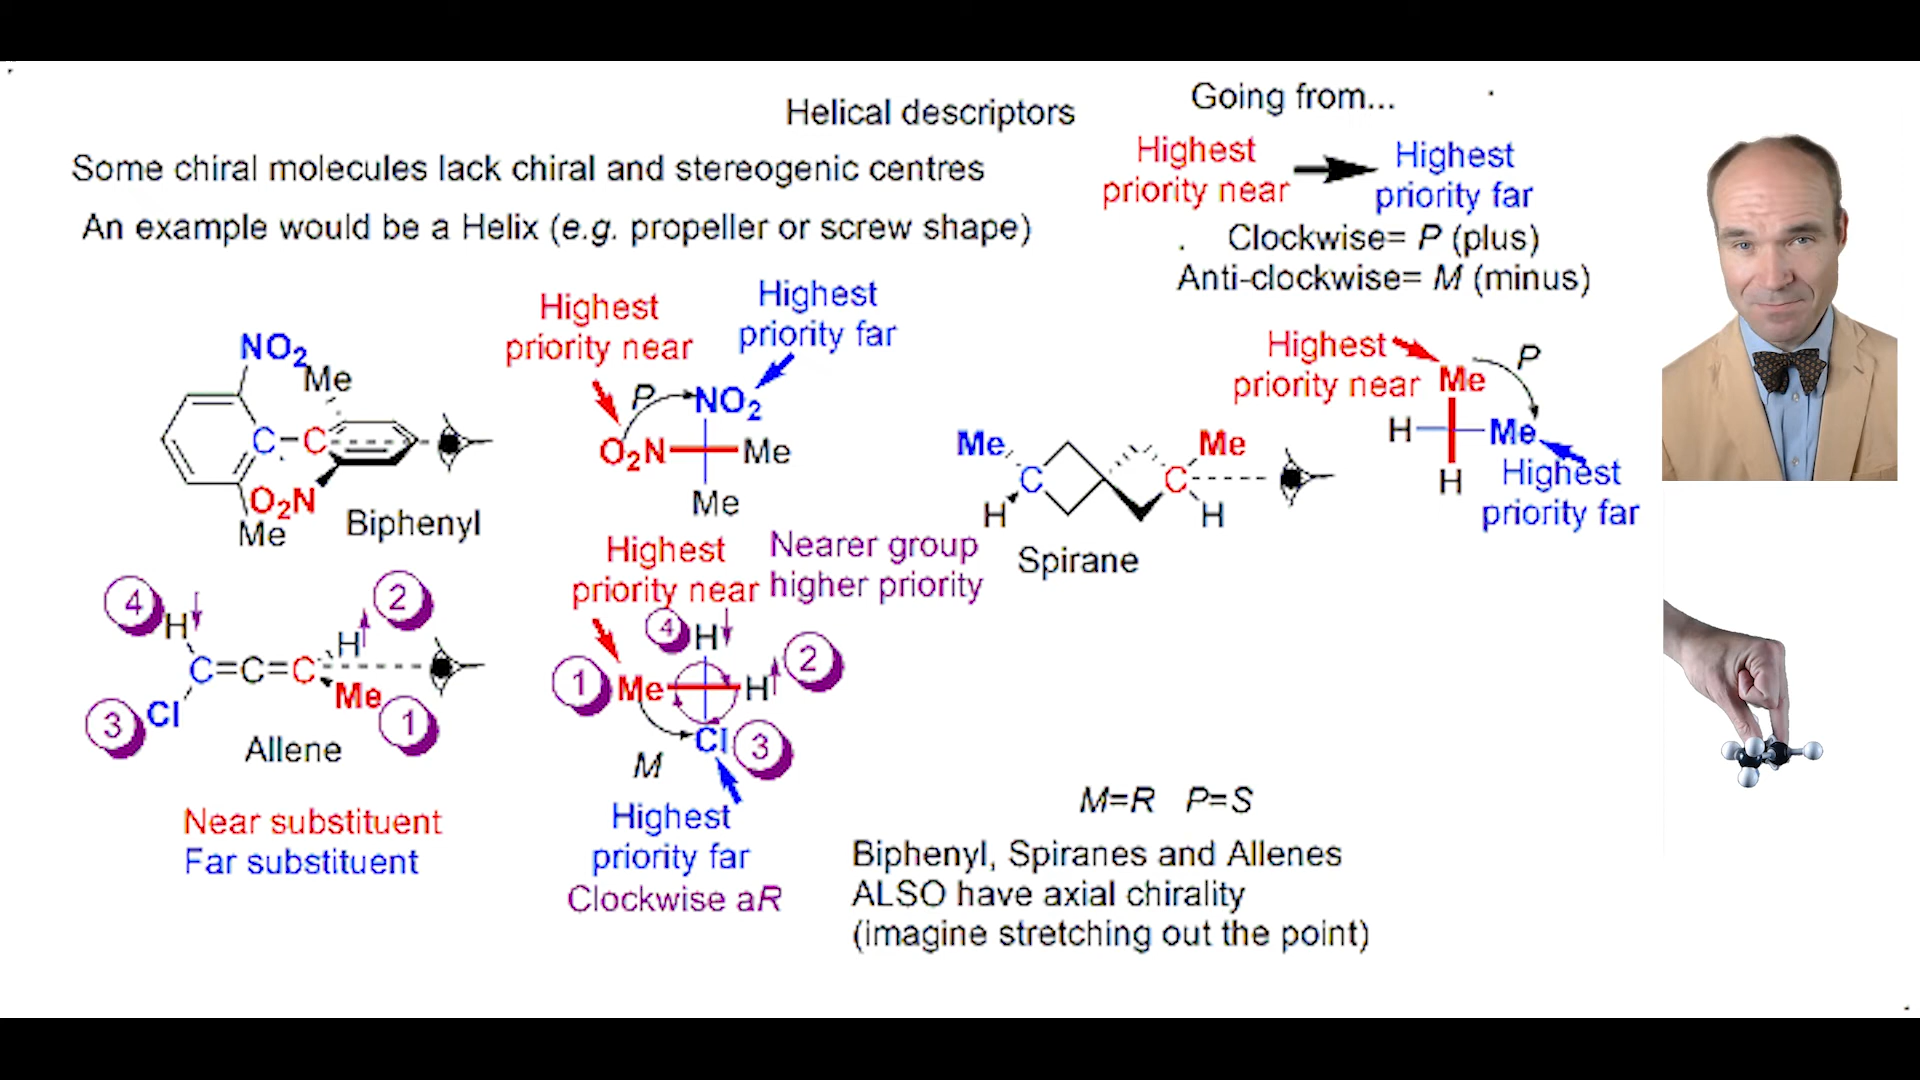 Helical descriptors
Going from...
Highest
priority near
Highest
priority far
Some chiral molecules lack chiral and stereogenic centres
An example would be a Helix (e.g. propeller or screw shape)
Clockwise= P (plus)
Anti-clockwise= M (minus)
NO2
Me
C
C
O2N
Me
Biphenyl
Highest
priority near
Highest
priority far
P
NO2
O2N
Me
Me
Me
C
H
C
Me
H
Spirane
Highest
priority near
Me
P
H
Me
H
Highest
priority far
4
H
2
H
C=C=C
Me
Cl
3
1
Allene
Near substituent
Far substituent
Highest
priority near
Nearer group
higher priority
4
H
2
1
Me
H
Cl
3
M
Highest
priority far
Clockwise aR
M=R P=S
Biphenyl, Spiranes and Allenes
ALSO have axial chirality
(imagine stretching out the point)